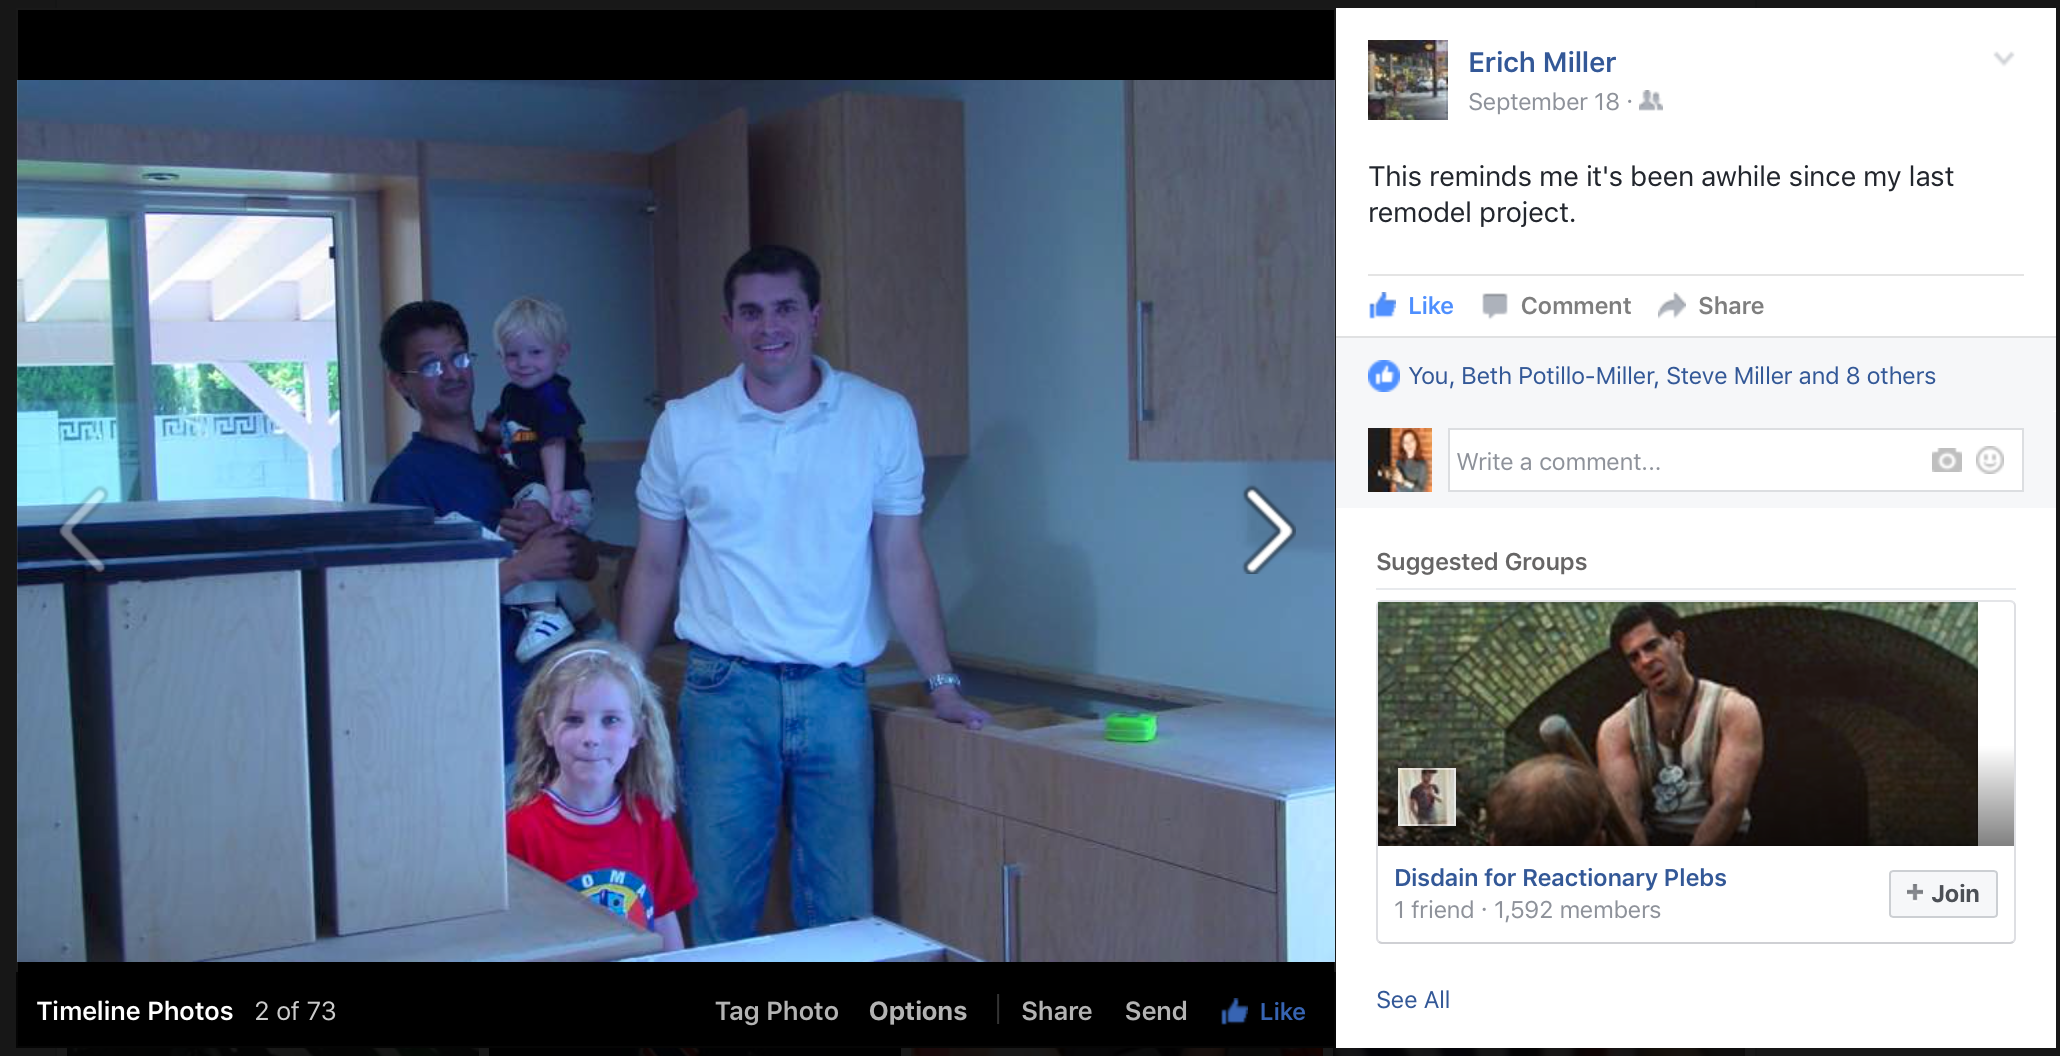 Erich Miller
September 18 ·
This reminds me it's been awhile since my last
remodel project.
Like Comment Share
You, Beth Potillo-Miller, Steve Miller and 8 others
Write a comment...
Suggested Groups
Disdain for Reactionary Plebs
1 friend · 1,592 members
+ Join
See All
OMA
Timeline Photos 2 of 73
Tag Photo Options Share Send Like